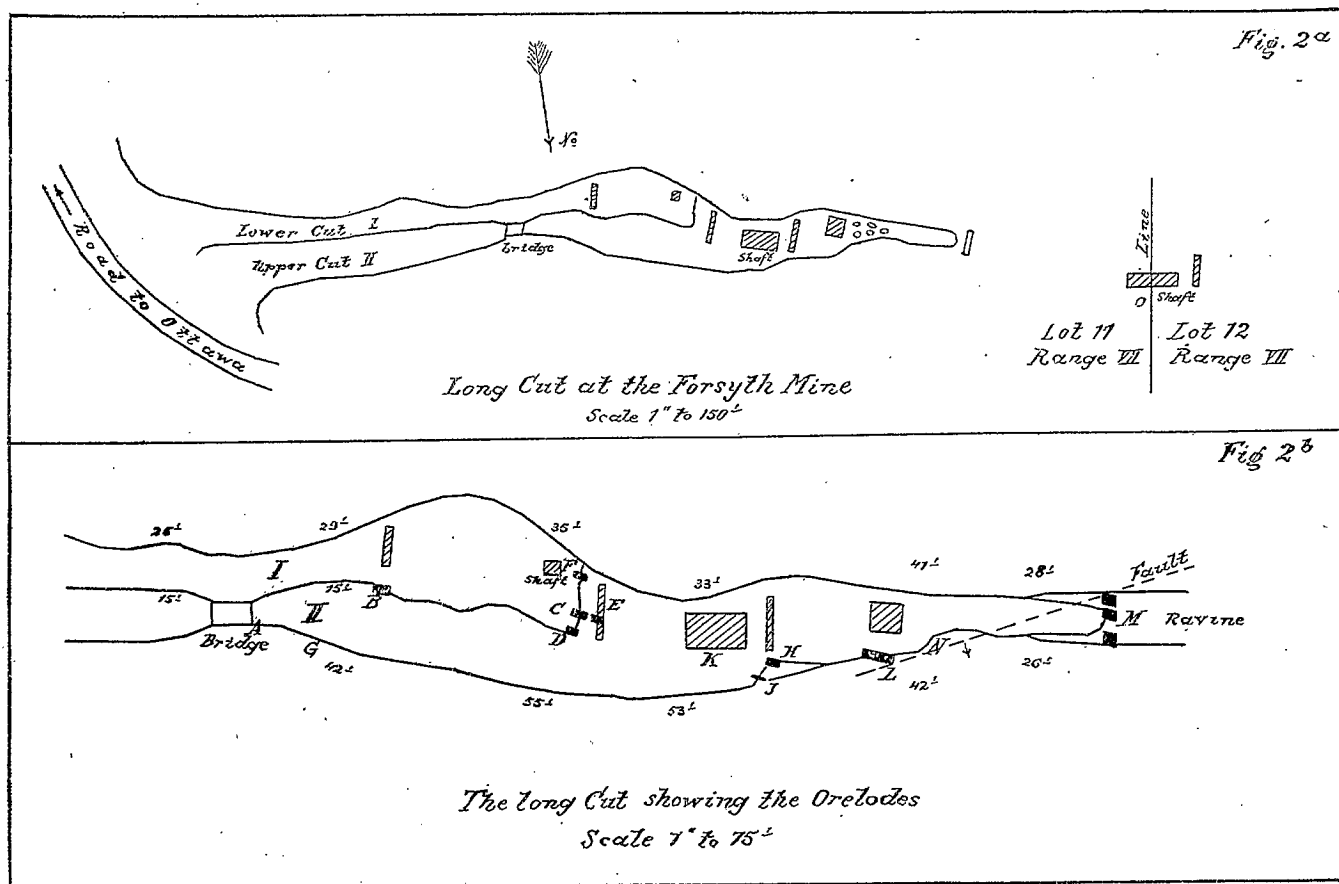 Fig. 2a
No
Lower Cut I
Upper Cut II
Bridge
Shaft
Road to Ottawa
Line
O
Shaft
Lot 11
Lot 12
Range VII
Range VII
Long Cut at the Forsyth Mine
Scale 1" to 150'
Fig 2b
26'
29'
35'
33'
41'
28'
Fault
I
15'
15'
II
B
Shaft
F
C
E
D
M
Ravine
Bridge
A
G
42'
55'
53'
K
H
J
L
N
42'
26'
The long Cut showing the Orelodes
Scale 1" to 75'